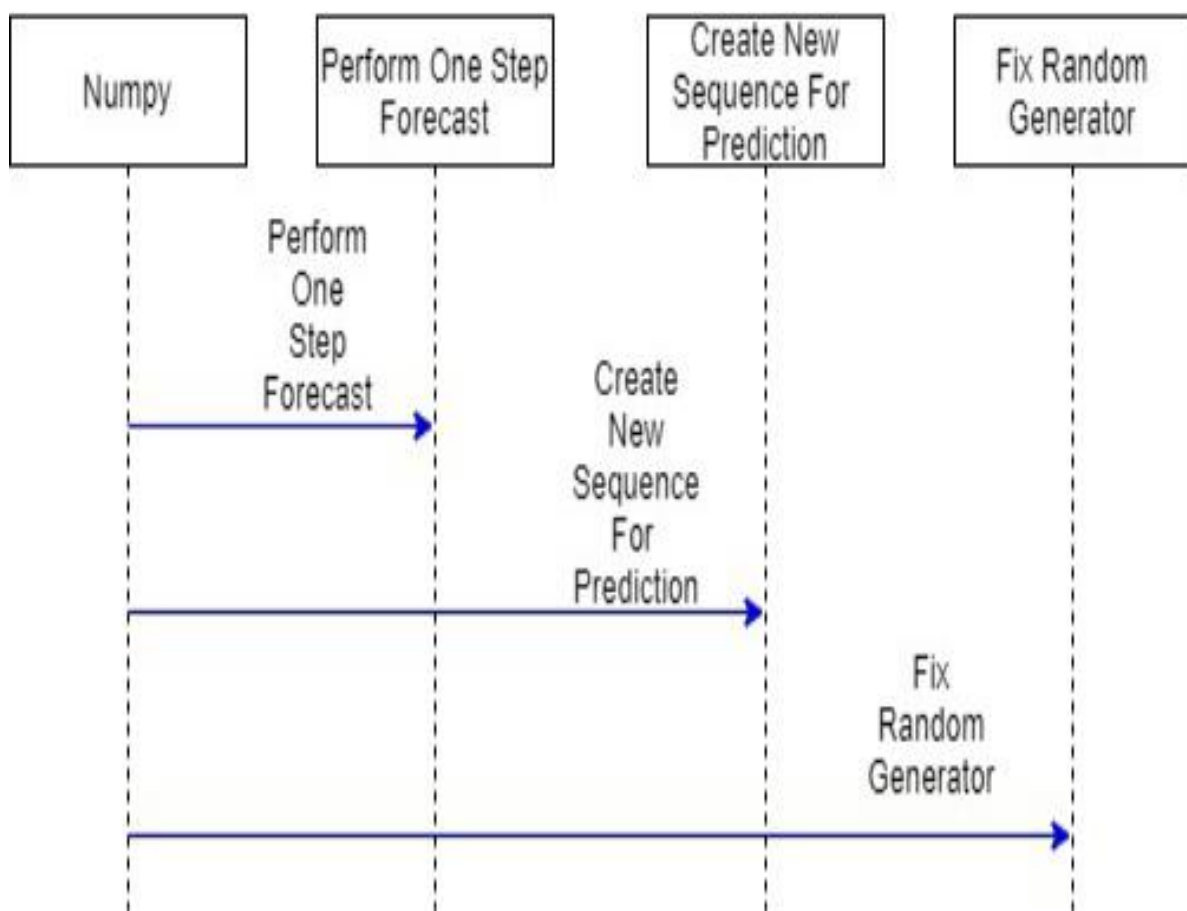 Numpy
Perform One Step
Forecast
Create New
Sequence For
Prediction
Fix Random
Generator
Perform
One
Step
Forecast
Create
New
Sequence
For
Prediction
Fix
Random
Generator